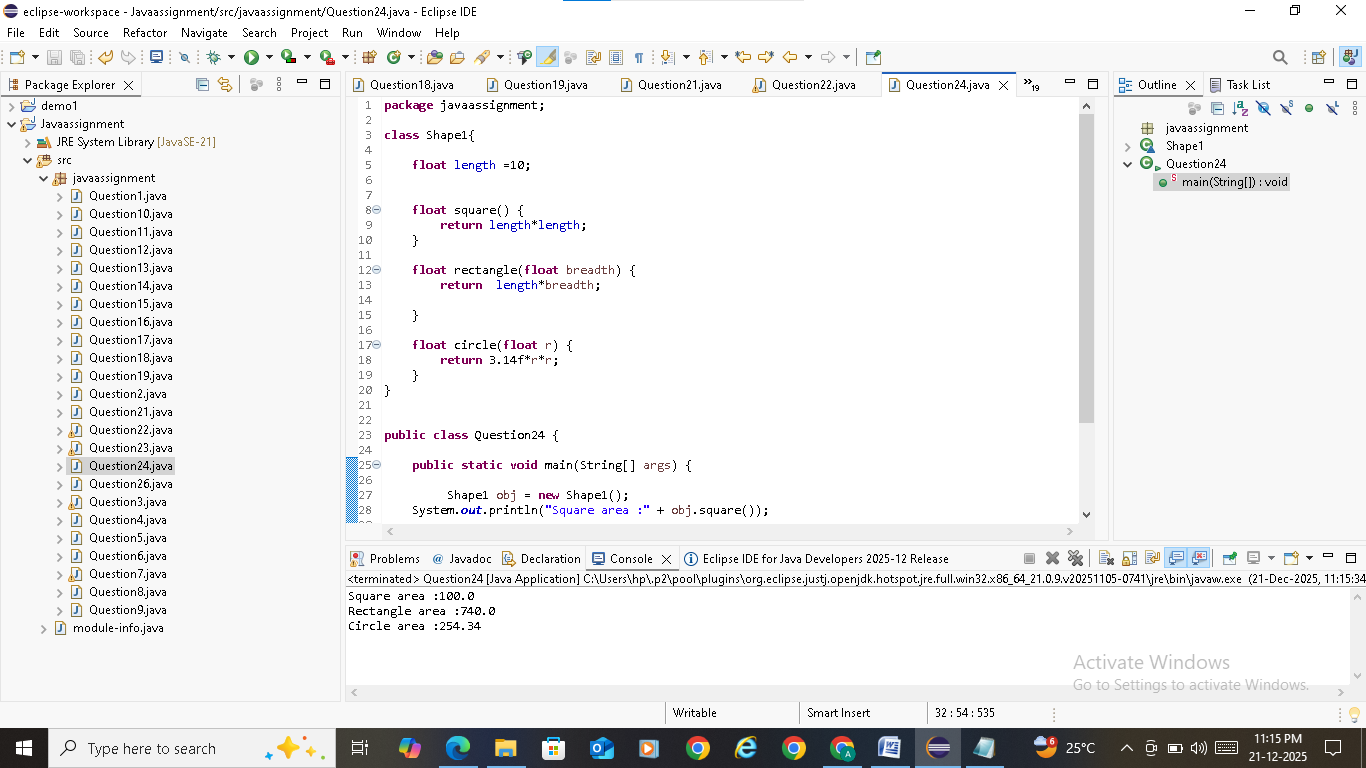 eclipse-workspace - Javaassignment/src/javaassignment/Question24.java - Eclipse IDE
File Edit Source Refactor Navigate Search Project Run Window Help
Package Explorer
demo1
Javaassignment
JRE System Library [JavaSE-21]
src
javaassignment
Question1.java
Question10.java
Question11.java
Question12.java
Question13.java
Question14.java
Question15.java
Question16.java
Question17.java
Question18.java
Question19.java
Question2.java
Question21.java
Question22.java
Question23.java
Question24.java
Question26.java
Question3.java
Question4.java
Question5.java
Question6.java
Question7.java
Question8.java
Question9.java
module-info.java
Question18.java Question19.java Question21.java Question22.java Question24.java »19
1 package javaassignment;
2
3 class Shape1{
4
5 float length =10;
6
7
8 float square() {
9 return length*length;
10 }
11
12 float rectangle(float breadth) {
13 return length*breadth;
14
15 }
16
17 float circle(float r) {
18 return 3.14f*r*r;
19 }
20 }
21
22
23 public class Question24 {
24
25 public static void main(String[] args) {
26
27 Shape1 obj = new Shape1();
28 System.out.println("Square area :" + obj.square());
Outline Task List
javaassignment
Shape1
Question24
main(String[]) : void
Problems Javadoc Declaration Console Eclipse IDE for Java Developers 2025-12 Release
<terminated> Question24 [Java Application] C:\Users\hp\.p2\pool\plugins\org.eclipse.justj.openjdk.hotspot.jre.full.win32.x86_64_21.0.9.v20251105-0741\jre\bin\javaw.exe (21-Dec-2025, 11:15:34
Square area :100.0
Rectangle area :740.0
Circle area :254.34
Activate Windows
Go to Settings to activate Windows.
Writable Smart Insert 32 : 54 : 535
Type here to search
6
25°C
11:15 PM
21-12-2025